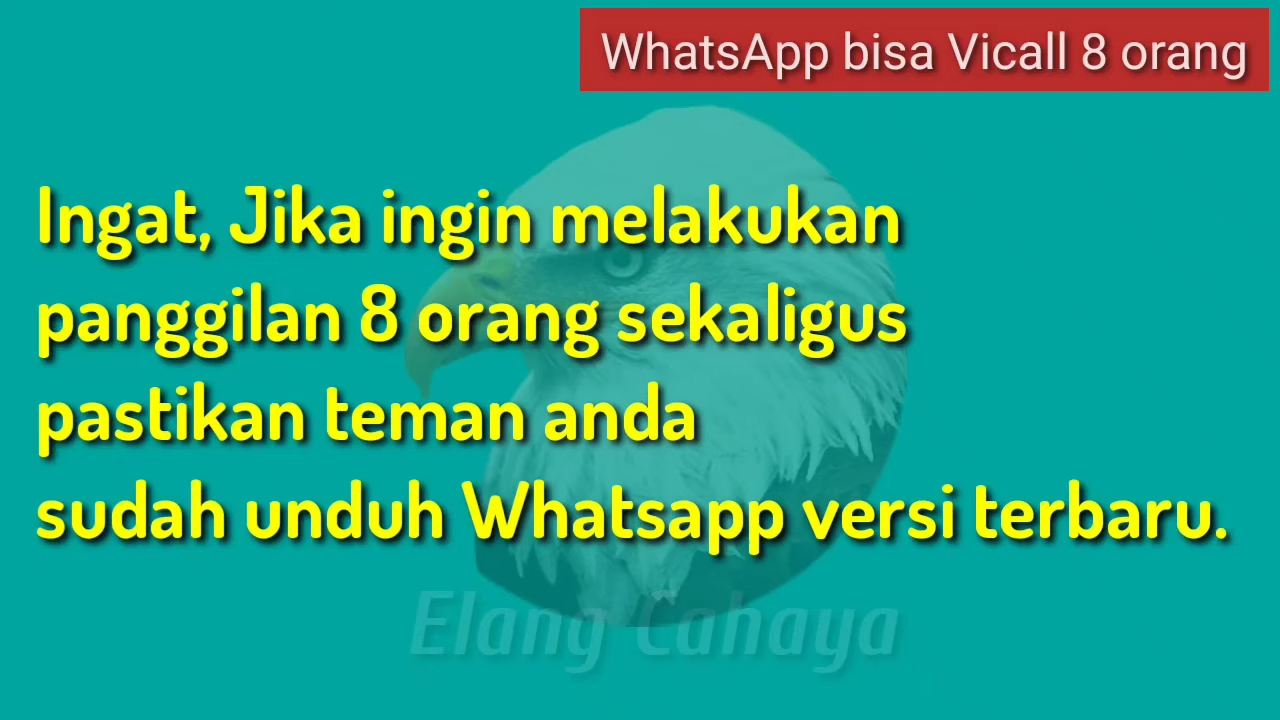 WhatsApp bisa Vicall 8 orang
Ingat, Jika ingin melakukan
panggilan 8 orang sekaligus
pastikan teman anda
sudah unduh Whatsapp versi terbaru.
Elang Cahaya